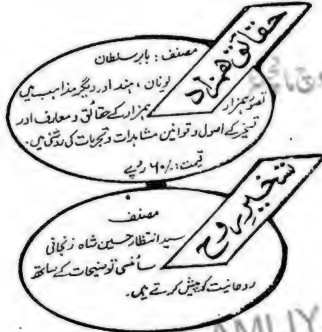 حقائق ہمزاد
مصنف: بابر سلطان
یونان، ہند اور دیگر مذاہب میں
تصور ہمزاد، ہمزاد کے حقائق و معارف اور
تسخیر کے اصول و قوانین مشاہدات و تجربات کی روشنی میں۔
قیمت: ۶۰/۰ روپے
تسخیر روح
مصنف
سید انتظار حسین شاہ زنجانی
سائنسی توضیحات کے ساتھ
روحانیت کو پیش کرتے ہیں۔